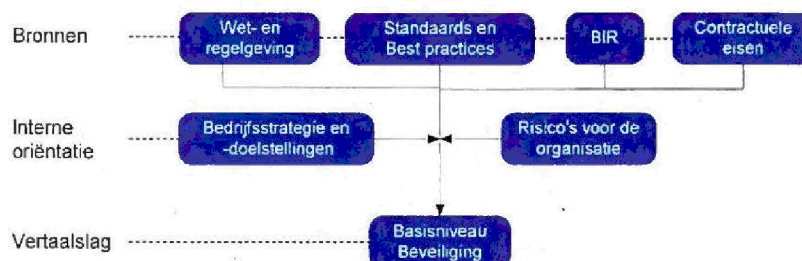 Bronnen
Wet- en
regelgeving
Standaards en
Best practices
BIR
Contractuele
eisen
Interne
oriëntatie
Bedrijfsstrategie en
-doelstellingen
Risico's voor de
organisatie
Vertaalslag
Basisniveau
Beveiliging